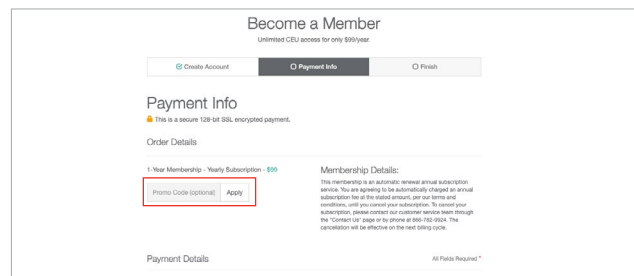 Become a Member
Unlimited CEU access for only $99/year.
Create Account
Payment Info
Finish
Payment Info
This is a secure 128-bit SSL encrypted payment.
Order Details
1-Year Membership - Yearly Subscription - $99
Promo Code (optional) Apply
Membership Details:
This membership is an automatic renewal annual subscription
service. You are agreeing to be automatically charged an annual
subscription fee at the stated amount, per our terms and
conditions, until you cancel your subscription. To cancel your
subscription, please contact our customer service team through
the "Contact Us" page or by phone at 866-782-9924. The
cancellation will be effective on the next billing cycle.
Payment Details
All Fields Required *